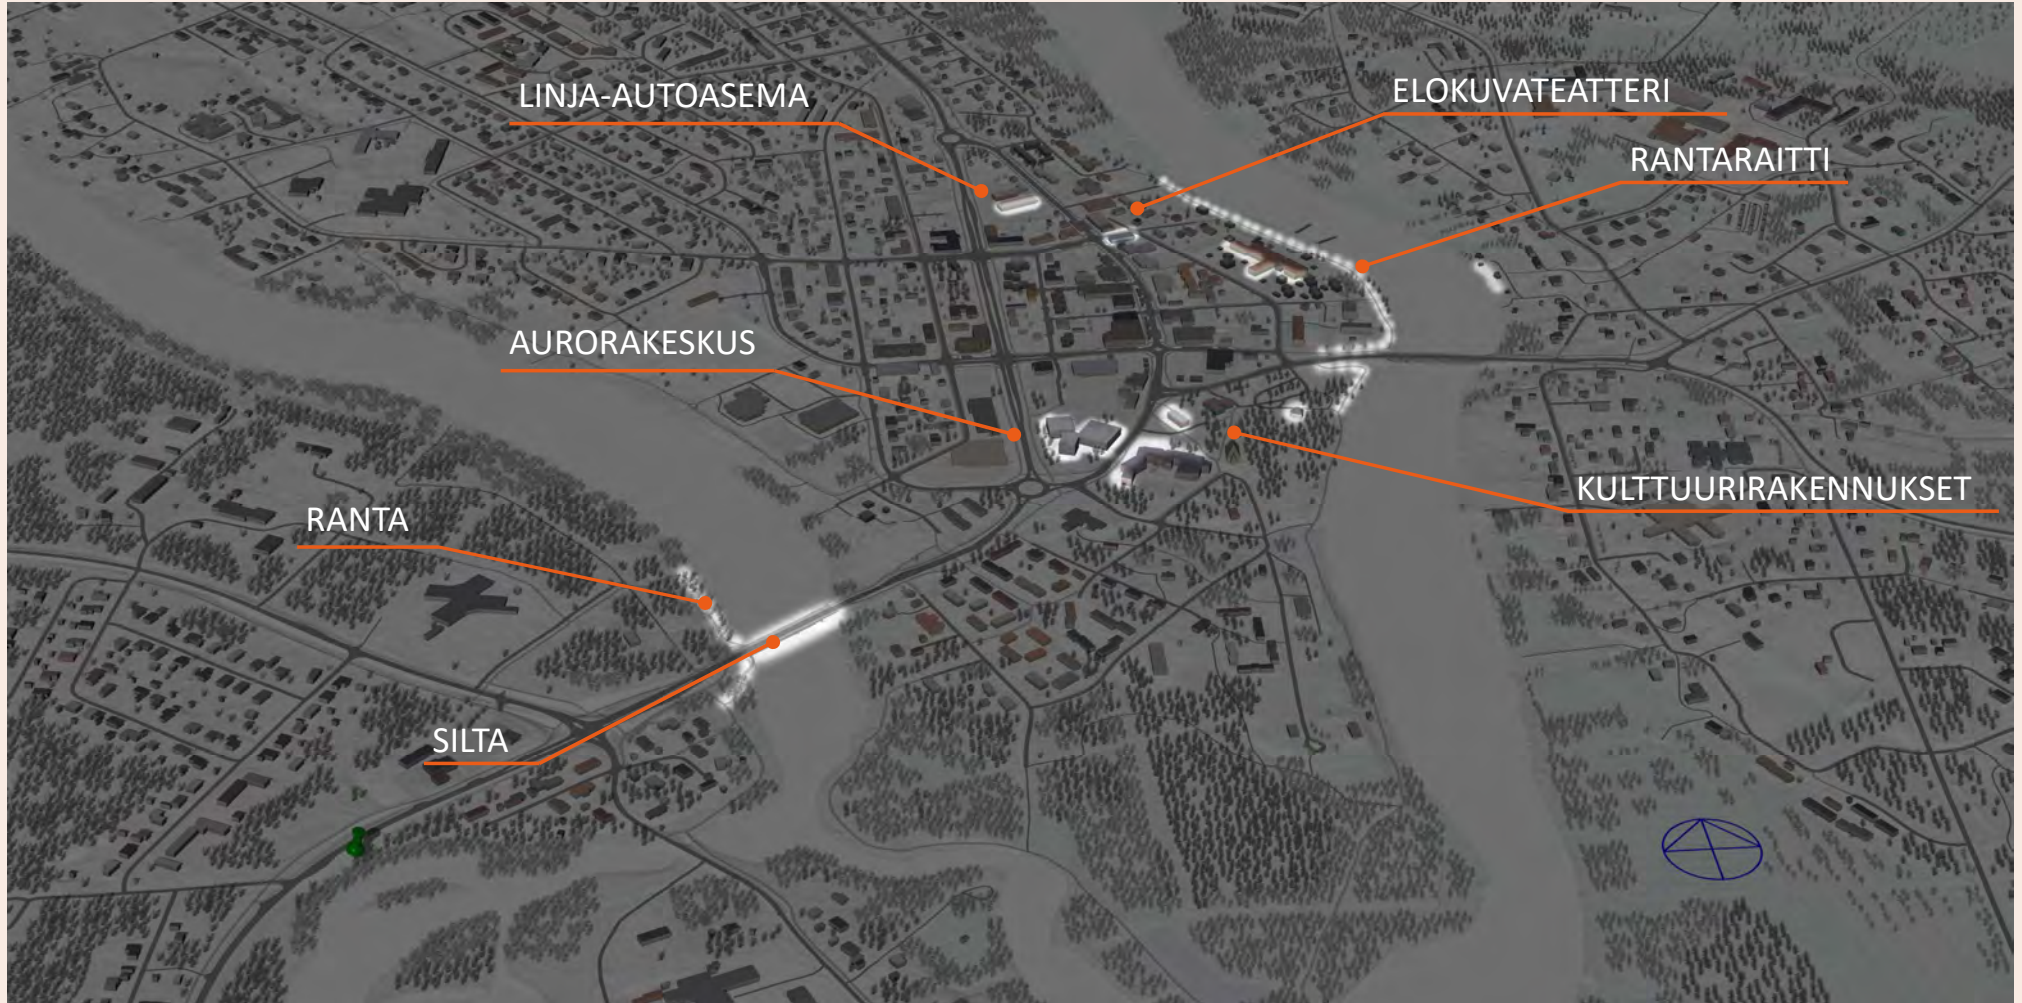 LINJA-AUTOASEMA
ELOKUVATEATTERI
RANTARAITTI
AURORAKESKUS
KULTTUURIRAKENNUKSET
RANTA
SILTA